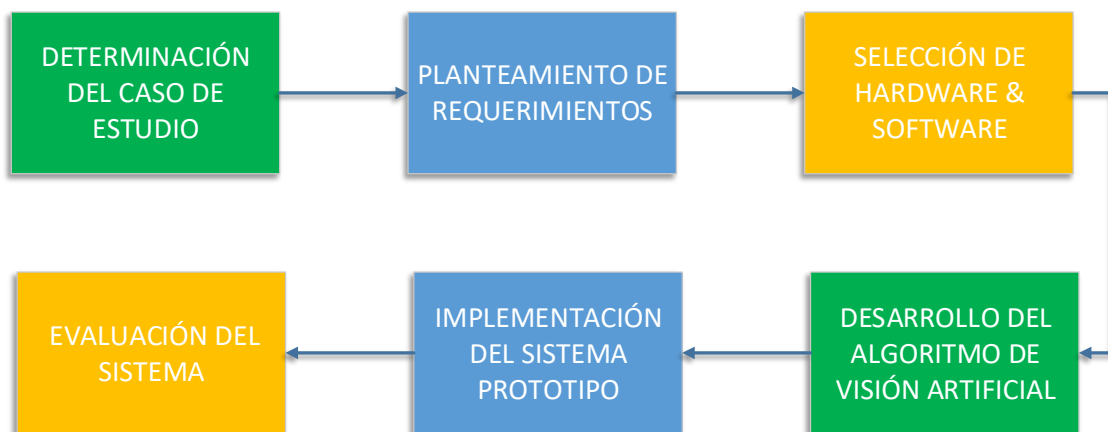 DETERMINACIÓN
DEL CASO DE
ESTUDIO
PLANTEAMIENTO DE
REQUERIMIENTOS
SELECCIÓN DE
HARDWARE &
SOFTWARE
DESARROLLO DEL
ALGORITMO DE
VISIÓN ARTIFICIAL
IMPLEMENTACIÓN
DEL SISTEMA
PROTOTIPO
EVALUACIÓN DEL
SISTEMA